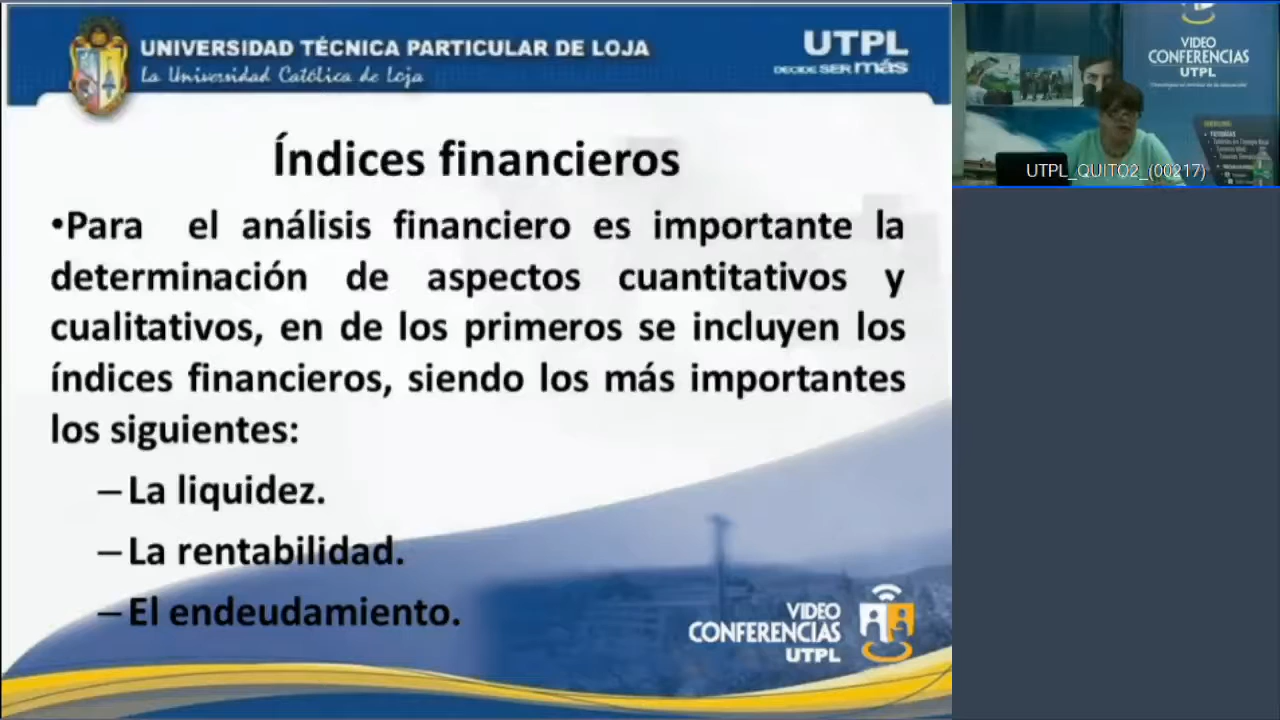 UNIVERSIDAD TÉCNICA PARTICULAR DE LOJA
La Universidad Católica de Loja
UTPL
DECIDE SER más
Índices financieros
•Para el análisis financiero es importante la
determinación de aspectos cuantitativos y
cualitativos, en de los primeros se incluyen los
índices financieros, siendo los más importantes
los siguientes:
–La liquidez.
–La rentabilidad.
–El endeudamiento.
VIDEO
CONFERENCIAS
UTPL
VIDEO
CONFERENCIAS
UTPL
UTPL_QUITO2_(00217)